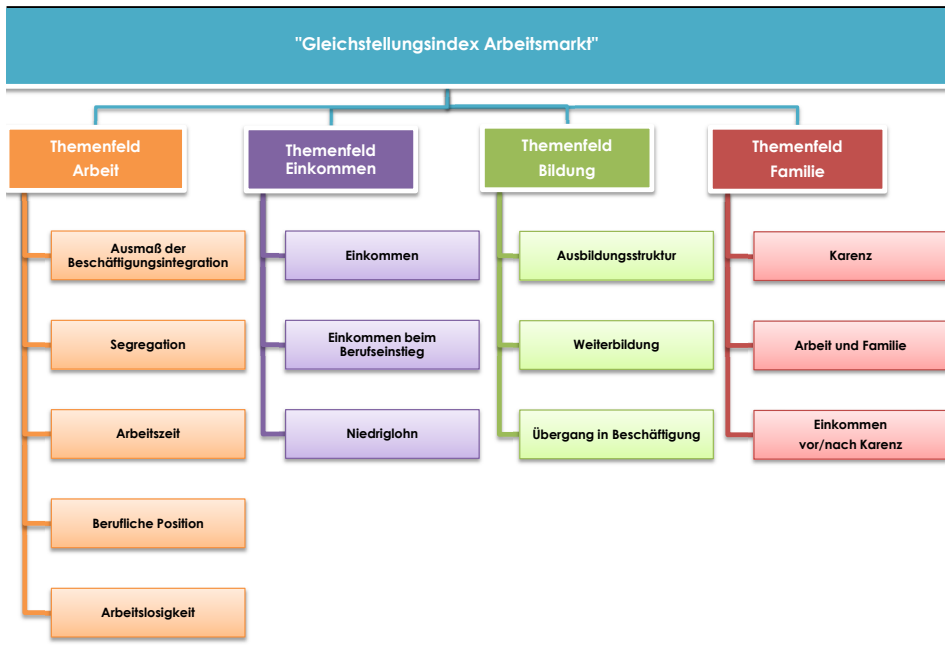 "Gleichstellungsindex Arbeitsmarkt"
Themenfeld
Arbeit
Ausmaß der
Beschäftigungsintegration
Segregation
Arbeitszeit
Berufliche Position
Arbeitslosigkeit
Themenfeld
Einkommen
Einkommen
Einkommen beim
Berufseinstieg
Niedriglohn
Themenfeld
Bildung
Ausbildungsstruktur
Weiterbildung
Übergang in Beschäftigung
Themenfeld
Familie
Karenz
Arbeit und Familie
Einkommen
vor/nach Karenz